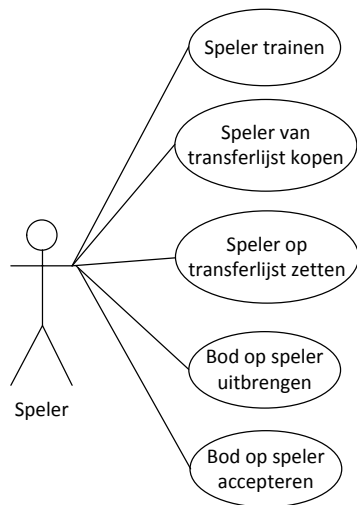 Speler trainen
Speler van
transferlijst kopen
Speler op
transferlijst zetten
Bod op speler
uitbrengen
Speler
Bod op speler
accepteren